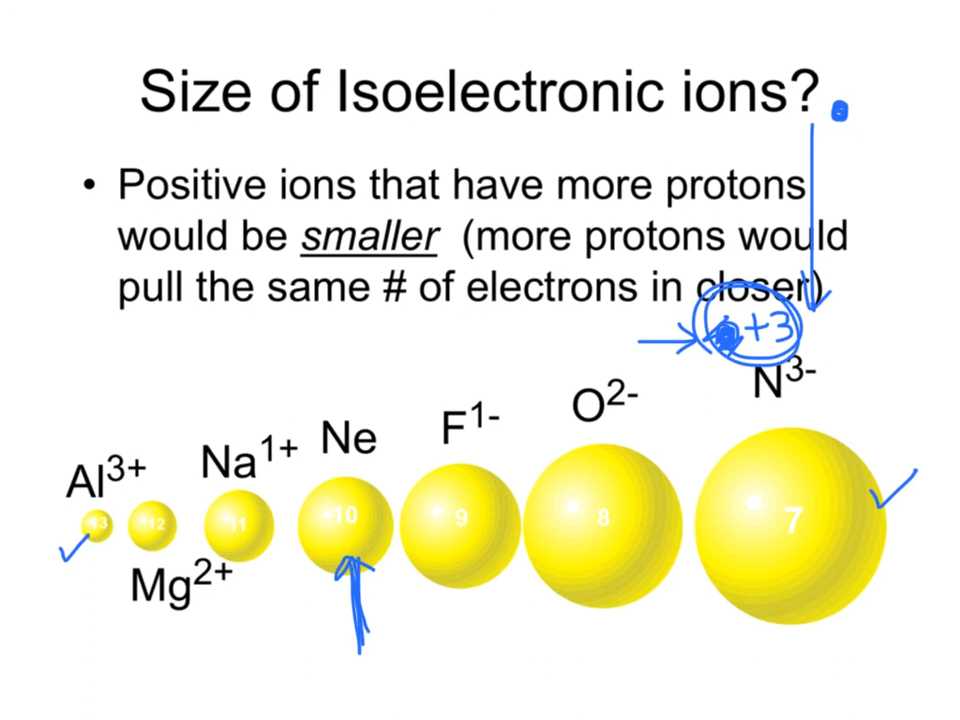 Size of Isoelectronic ions?
• Positive ions that have more protons
would be smaller (more protons would
pull the same # of electrons in closer)
+3
Al3+ Na1+ Ne F1- O2- N3-
13 12 11 10 9 8 7
Mg2+